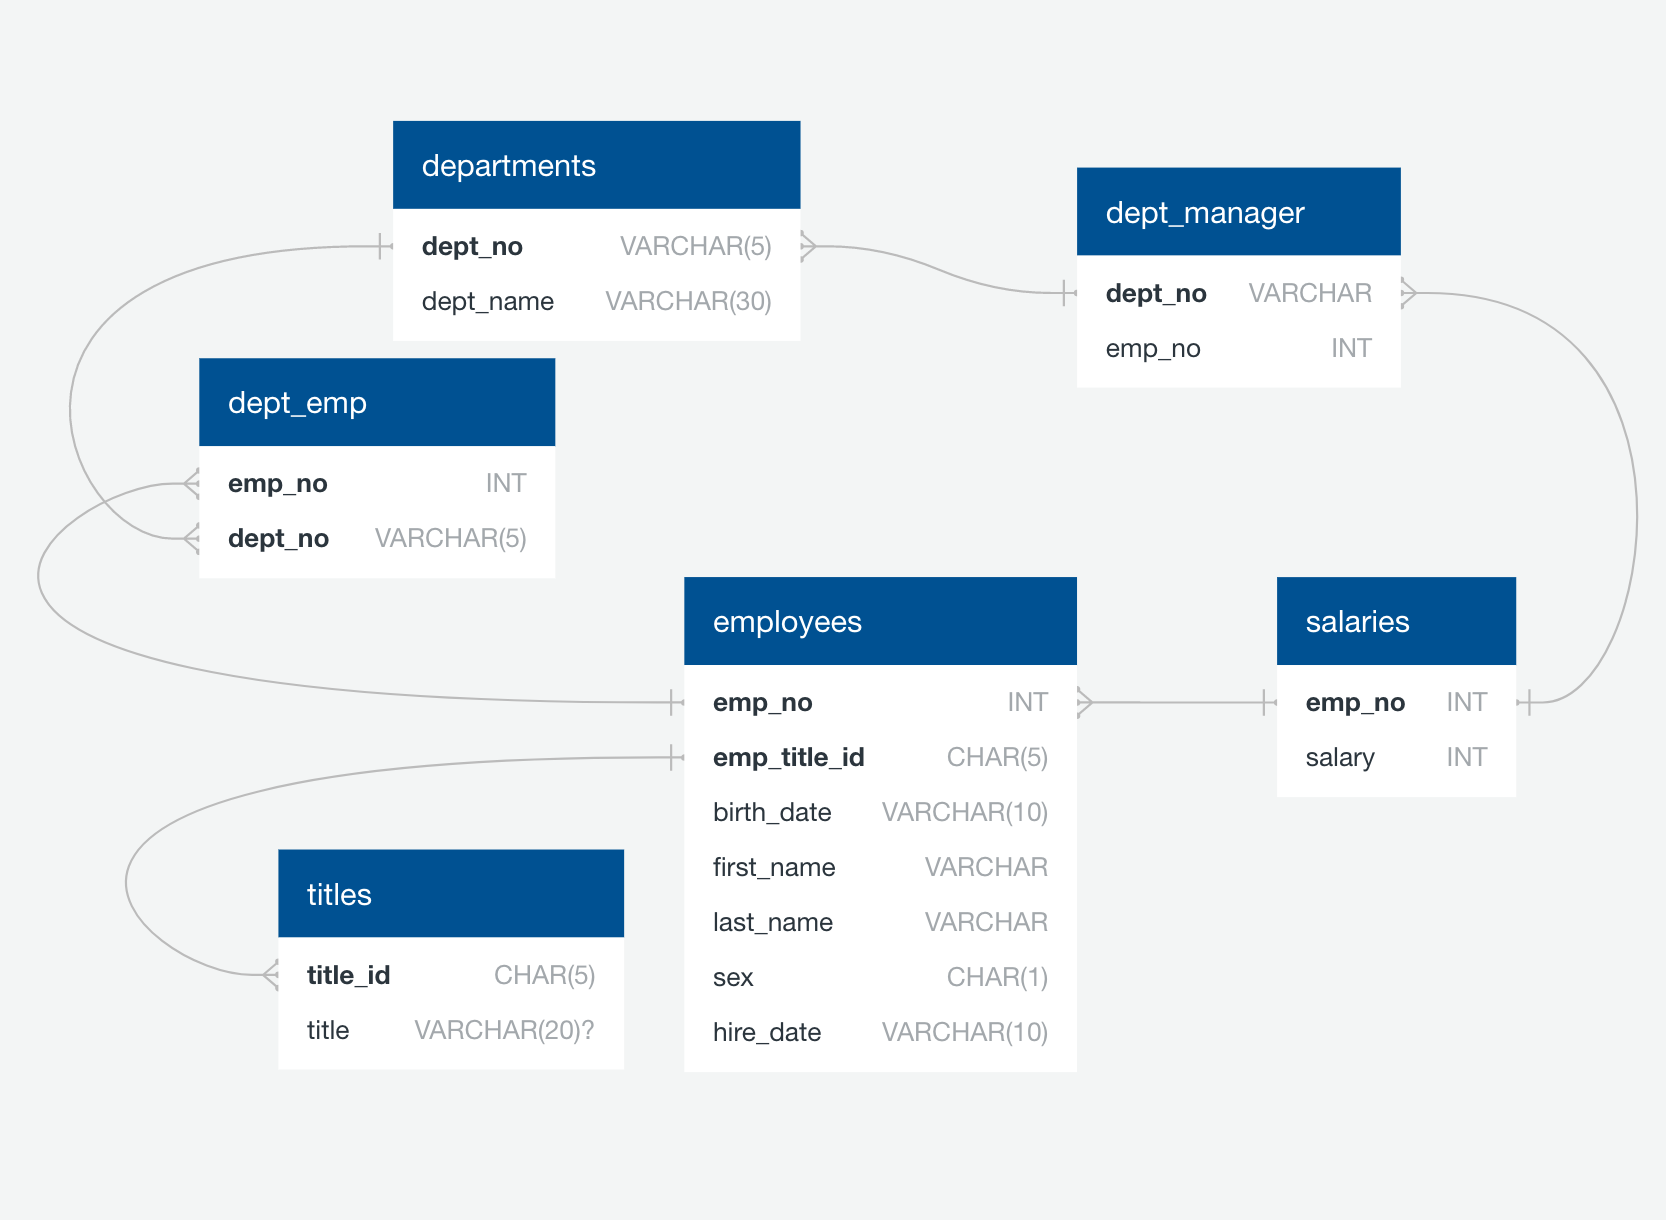 departments
dept_no VARCHAR(5)
dept_name VARCHAR(30)
dept_manager
dept_no VARCHAR
emp_no INT
dept_emp
emp_no INT
dept_no VARCHAR(5)
employees
emp_no INT
emp_title_id CHAR(5)
birth_date VARCHAR(10)
first_name VARCHAR
last_name VARCHAR
sex CHAR(1)
hire_date VARCHAR(10)
salaries
emp_no INT
salary INT
titles
title_id CHAR(5)
title VARCHAR(20)?